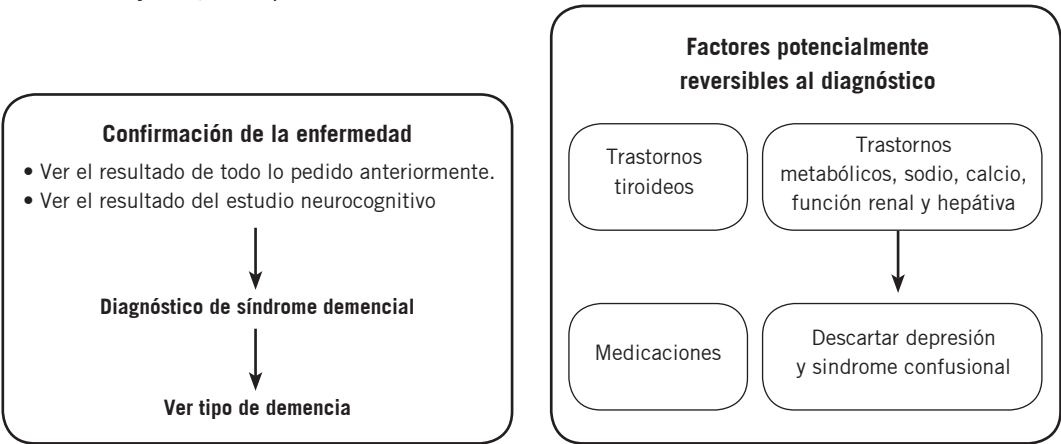 Confirmación de la enfermedad
• Ver el resultado de todo lo pedido anteriormente.
• Ver el resultado del estudio neurocognitivo
Diagnóstico de síndrome demencial
Ver tipo de demencia
Factores potencialmente
reversibles al diagnóstico
Trastornos
tiroideos
Trastornos
metabólicos, sodio, calcio,
función renal y hepátiva
Medicaciones
Descartar depresión
y sindrome confusional